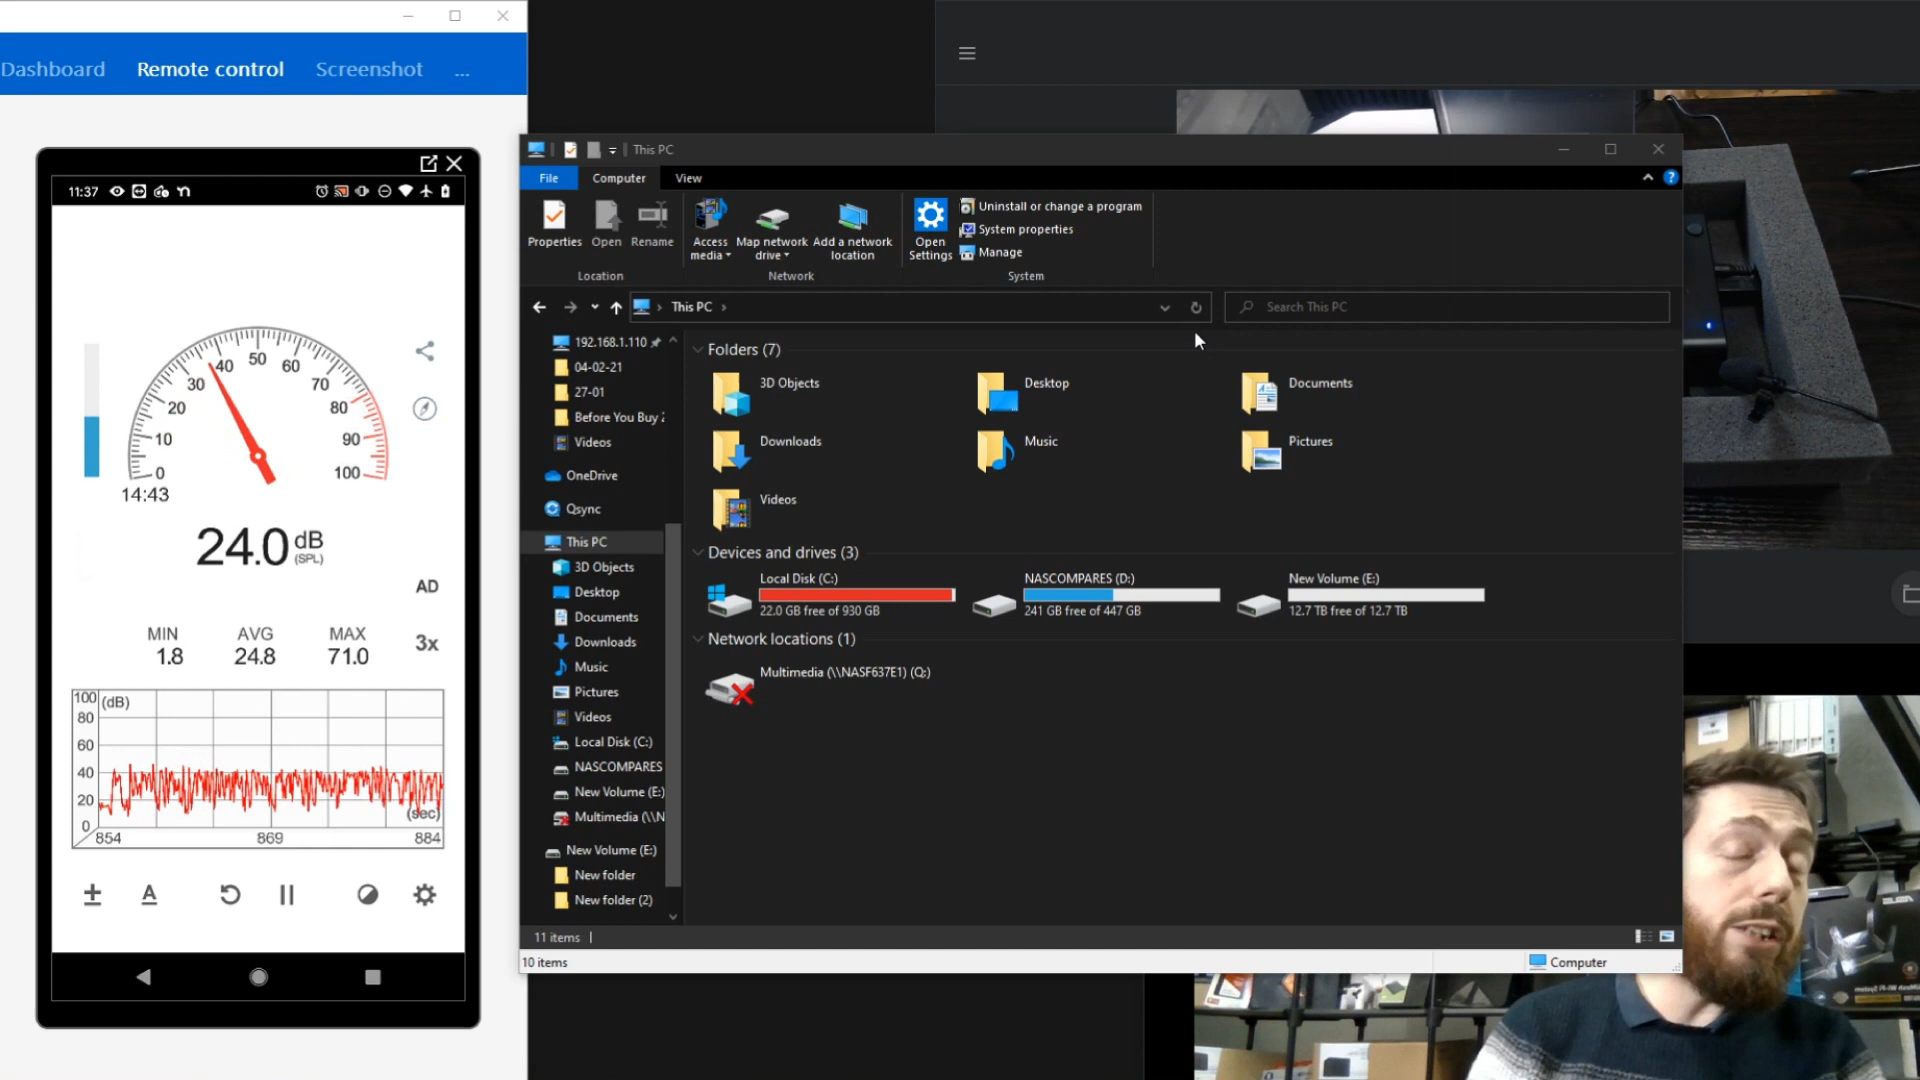 Dashboard
Remote control
Screenshot
...
11:37
0
10
20
30
40
50
60
70
80
90
100
14:43
24.0 dB
(SPL)
AD
MIN
AVG
MAX
1.8
24.8
71.0
3x
100 (dB)
80
60
40
20
0
(sec)
854
869
884
A
This PC
File
Computer
View
Properties
Open
Rename
Access media
Map network drive
Add a network location
Open Settings
Uninstall or change a program
System properties
Manage
Location
Network
System
This PC
Search This PC
192.168.1.110
04-02-21
27-01
Before You Buy 2
Videos
OneDrive
Qsync
This PC
3D Objects
Desktop
Documents
Downloads
Music
Pictures
Videos
Local Disk (C:)
NASCOMPARES
New Volume (E:)
Multimedia (\\N
New Volume (E:)
New folder
New folder (2)
Folders (7)
3D Objects
Desktop
Documents
Downloads
Music
Pictures
Videos
Devices and drives (3)
Local Disk (C:)
22.0 GB free of 930 GB
NASCOMPARES (D:)
241 GB free of 447 GB
New Volume (E:)
12.7 TB free of 12.7 TB
Network locations (1)
Multimedia (\\NASF637E1) (Q:)
11 items
10 items
Computer